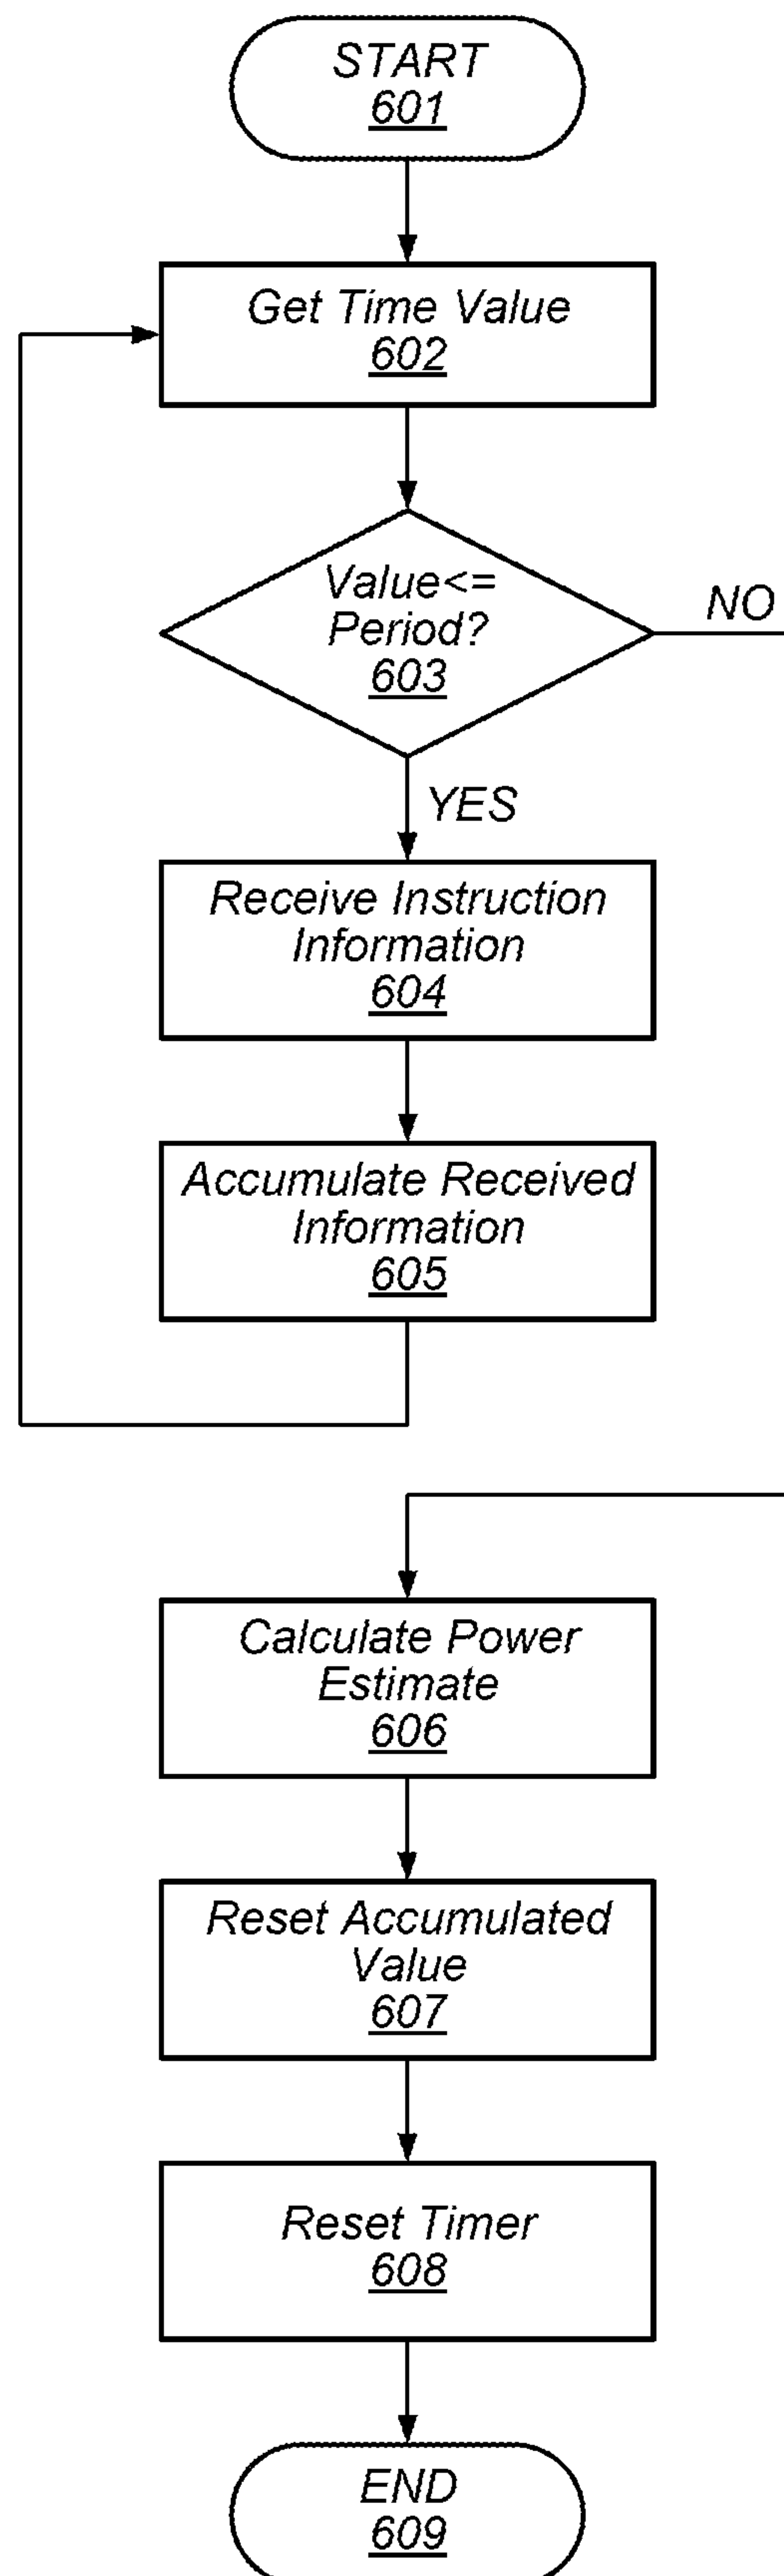 START
601
Get Time Value
602
Value<=
Period?
603
NO
YES
Receive Instruction
Information
604
Accumulate Received
Information
605
Calculate Power
Estimate
606
Reset Accumulated
Value
607
Reset Timer
608
END
609